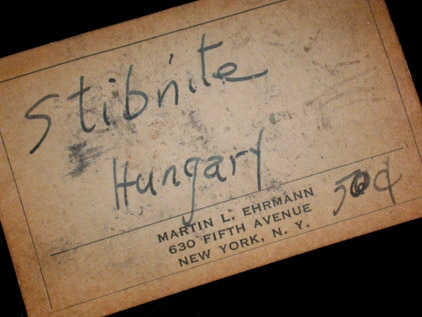 Stibnite
Hungary
50¢
MARTIN L. EHRMANN
630 FIFTH AVENUE
NEW YORK, N. Y.